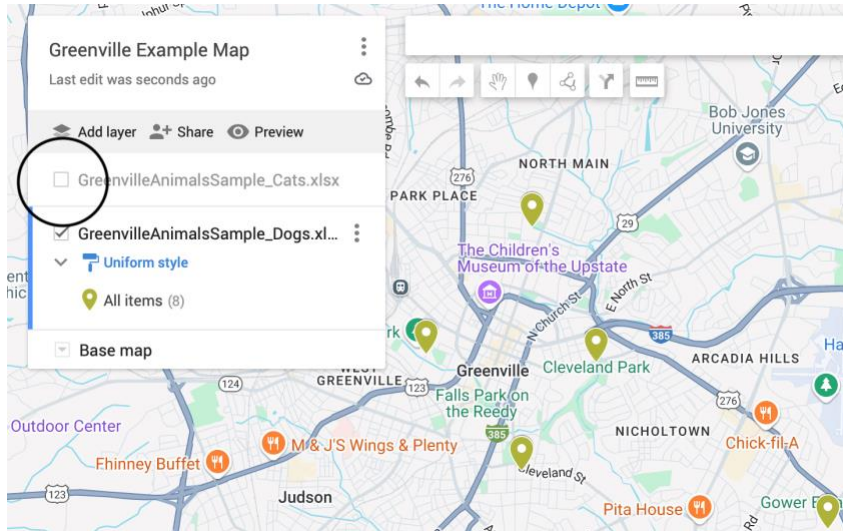 The Home Depot
Greenville Example Map
Last edit was seconds ago
Add layer Share Preview
GreenvilleAnimalsSample_Cats.xlsx
GreenvilleAnimalsSample_Dogs.xl...
Uniform style
All items (8)
Base map
Bob Jones
University
NORTH MAIN
276
PARK PLACE
29
The Children's
Museum of the Upstate
E North St
N Church St
385
ARCADIA HILLS
Greenville
Cleveland Park
GREENVILLE
124
123
276
Falls Park on
the Reedy
Outdoor Center
385
NICHOLTOWN
M & J'S Wings & Plenty
Chick-fil-A
Fhinney Buffet
Cleveland St
123
Judson
Pita House
Gower
Rd